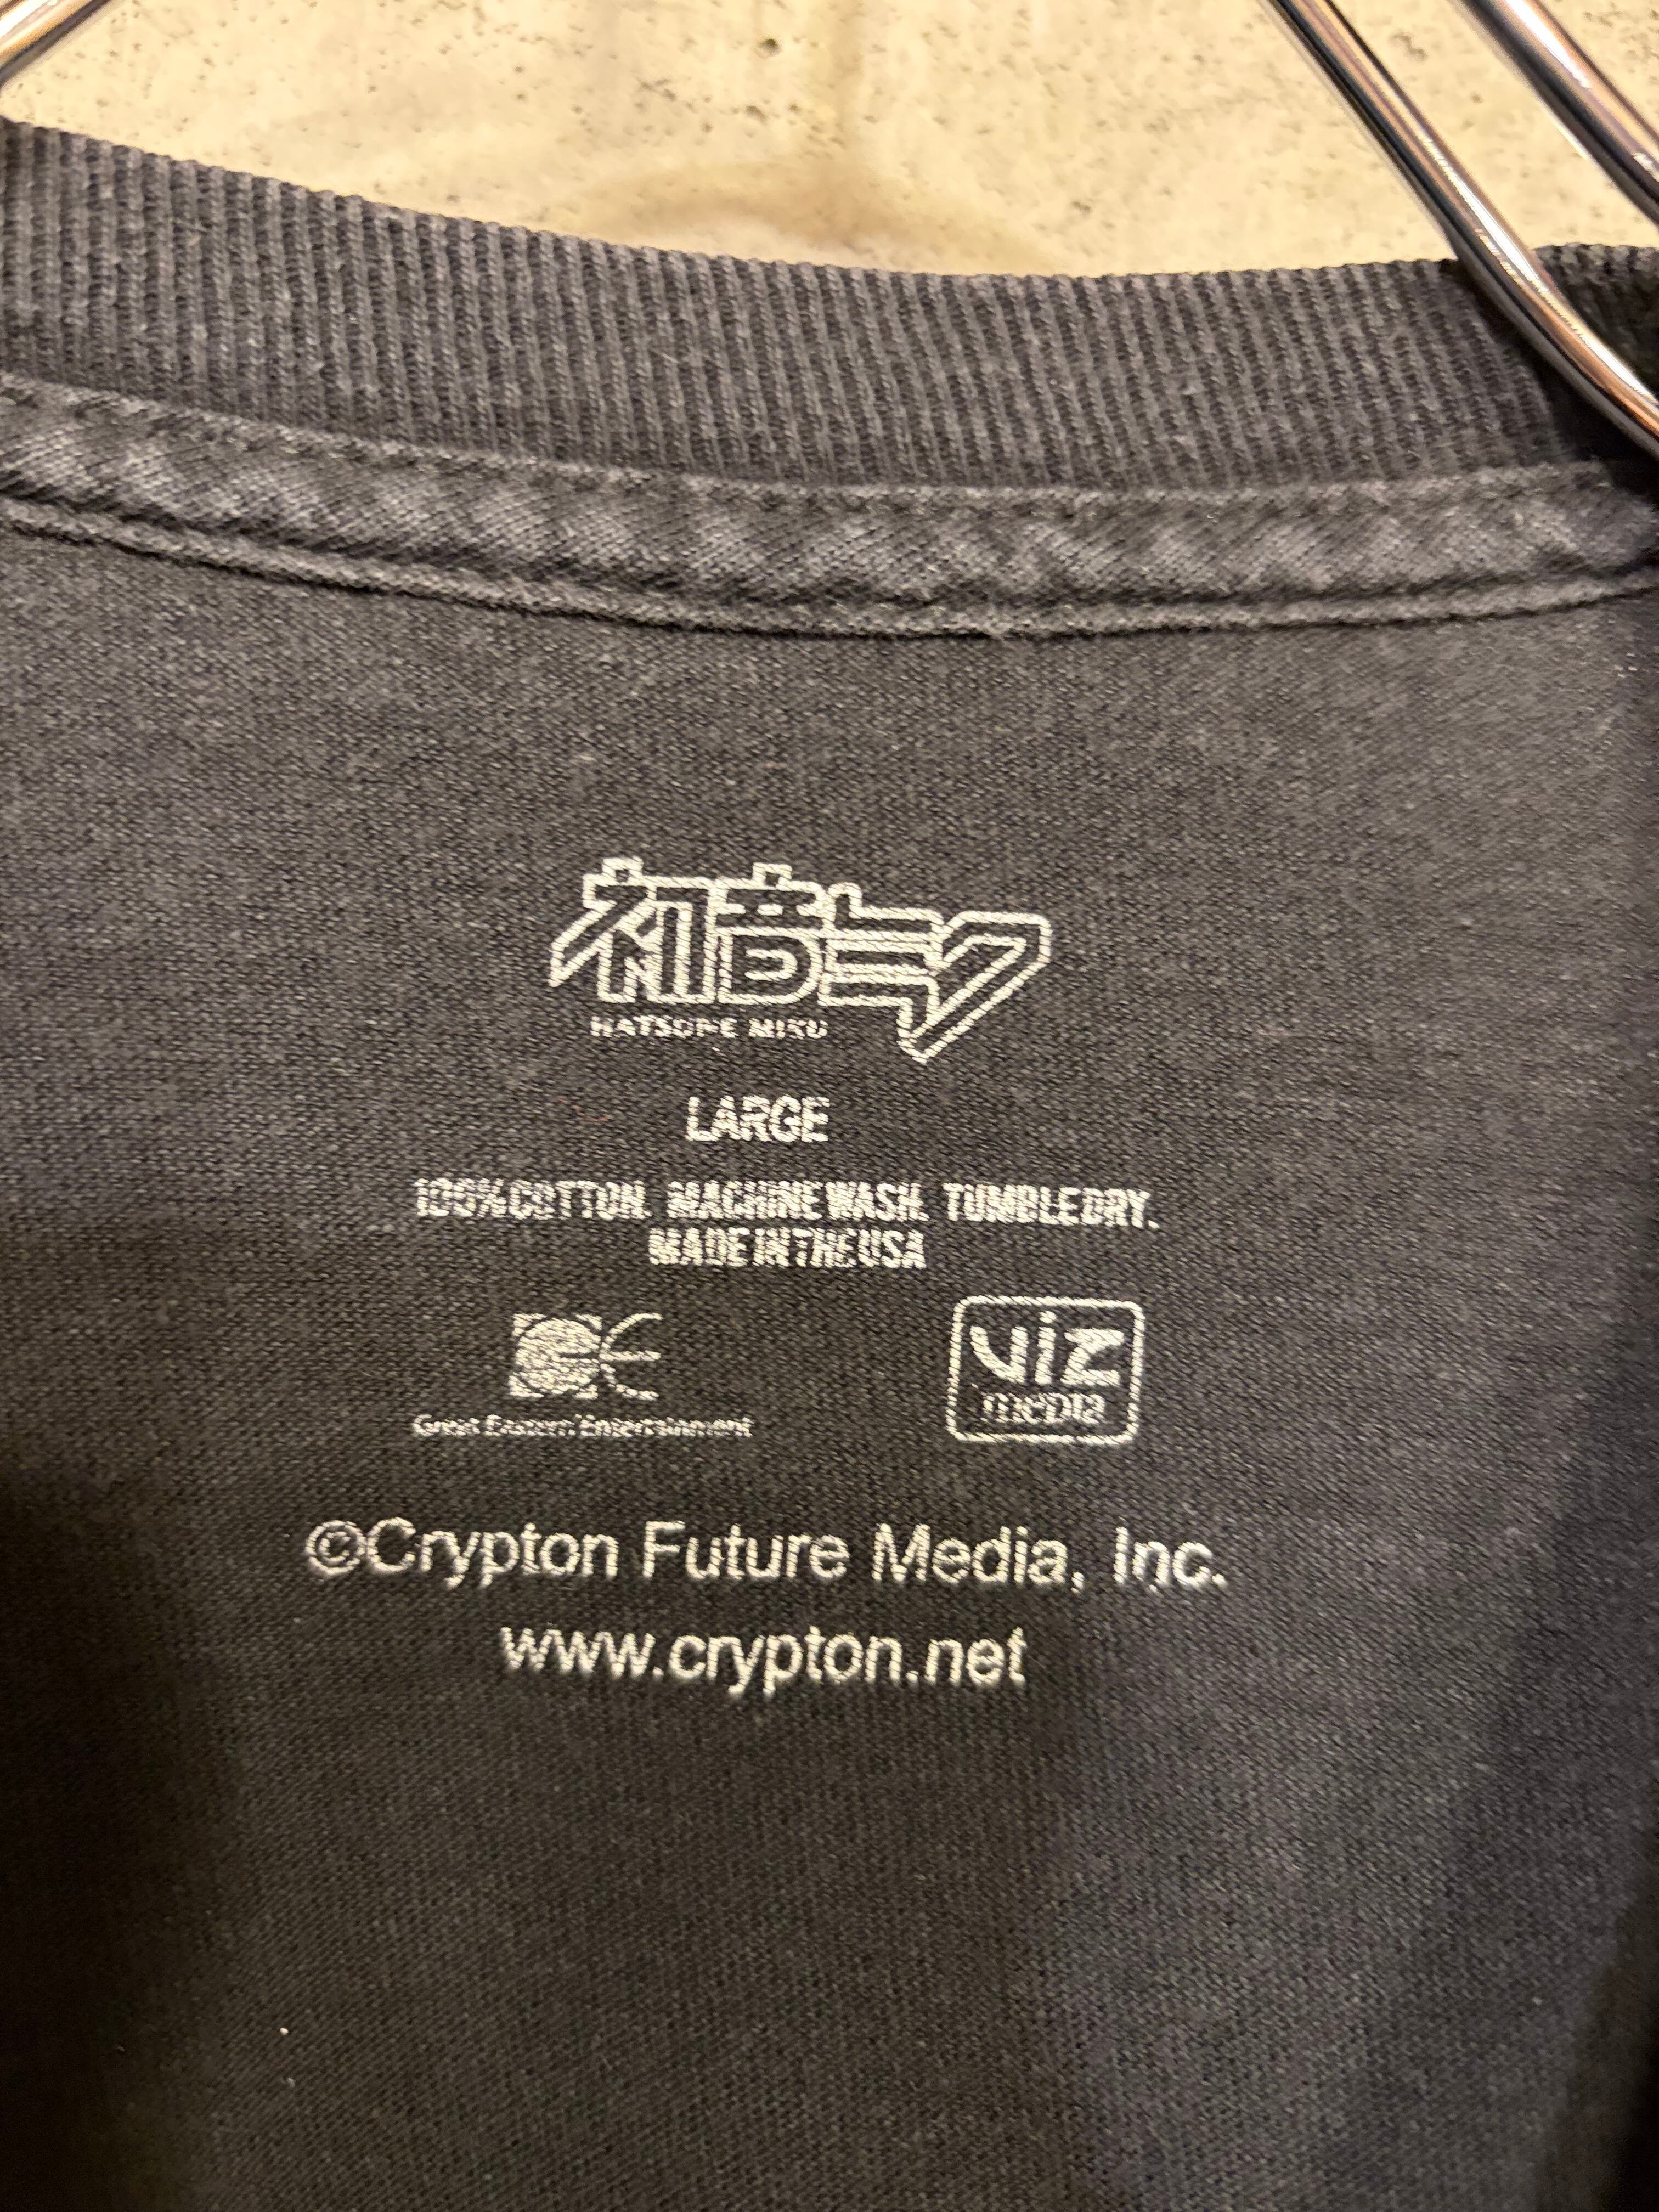 初音ミク
HATSUNE MIKU
LARGE
100% COTTON. MACHINE WASH. TUMBLE DRY.
MADE IN THE USA
GE
Great Eastern Entertainment
viz
media
©Crypton Future Media, Inc.
www.crypton.net